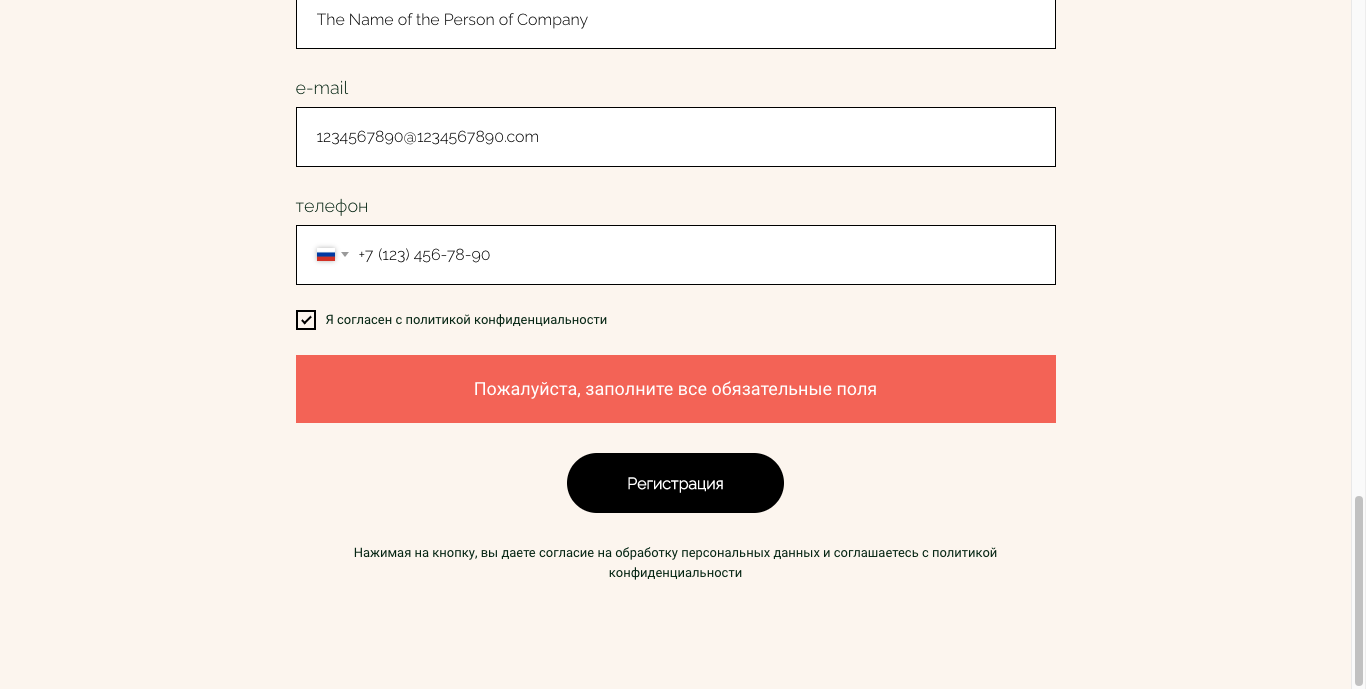 The Name of the Person of Company
e-mail
1234567890@1234567890.com
телефон
+7 (123) 456-78-90
Я согласен с политикой конфиденциальности
Пожалуйста, заполните все обязательные поля
Регистрация
Нажимая на кнопку, вы даете согласие на обработку персональных данных и соглашаетесь с политикой
конфиденциальности